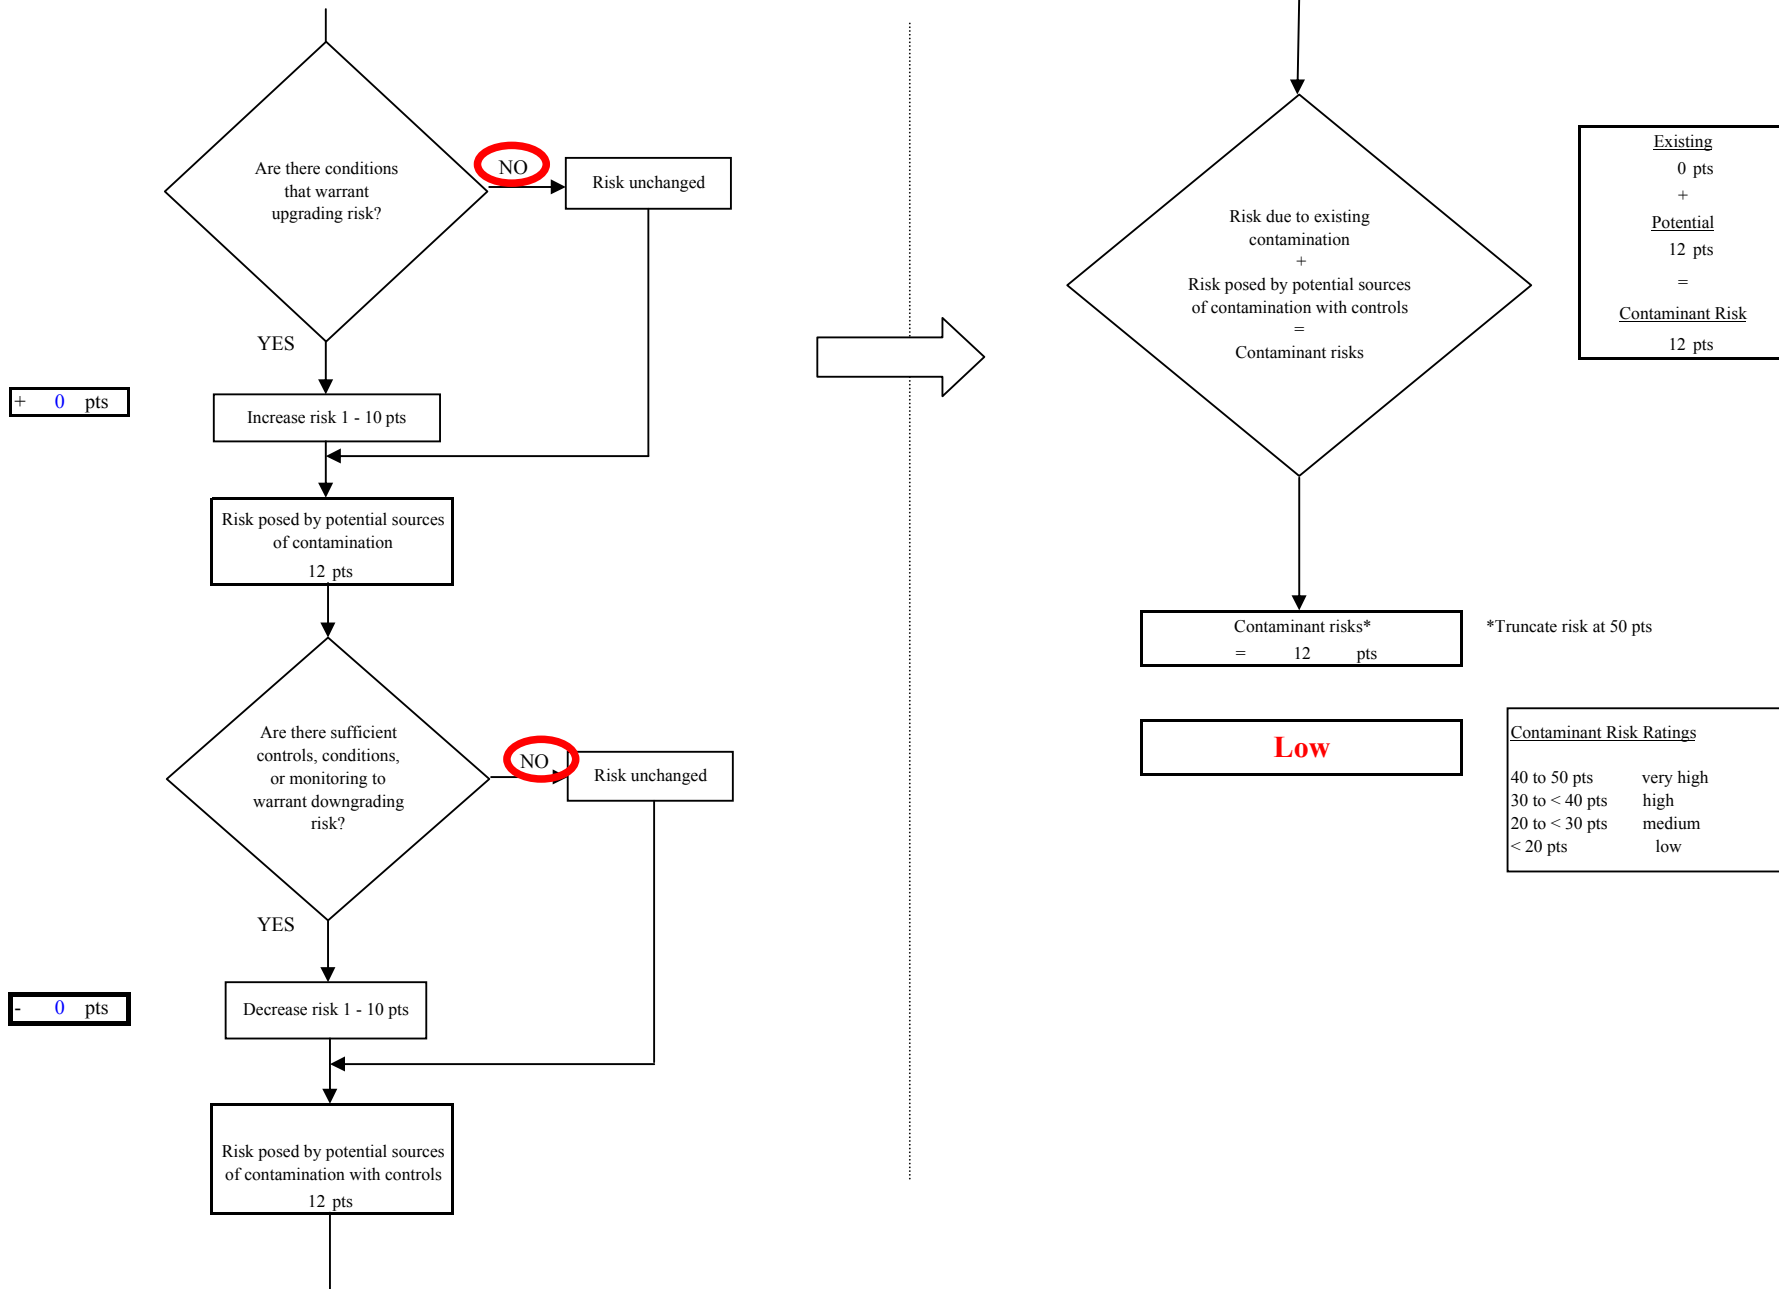 Are there conditions
that warrant
upgrading risk?
NO
Risk unchanged
YES
+ 0 pts
Increase risk 1 - 10 pts
Risk posed by potential sources
of contamination
12 pts
Are there sufficient
controls, conditions,
or monitoring to
warrant downgrading
risk?
NO
Risk unchanged
YES
- 0 pts
Decrease risk 1 - 10 pts
Risk posed by potential sources
of contamination with controls
12 pts
Risk due to existing
contamination
+
Risk posed by potential sources
of contamination with controls
=
Contaminant risks
Existing
0 pts
+
Potential
12 pts
=
Contaminant Risk
12 pts
Contaminant risks*
= 12 pts
*Truncate risk at 50 pts
Low
Contaminant Risk Ratings
40 to 50 pts very high
30 to < 40 pts high
20 to < 30 pts medium
< 20 pts low